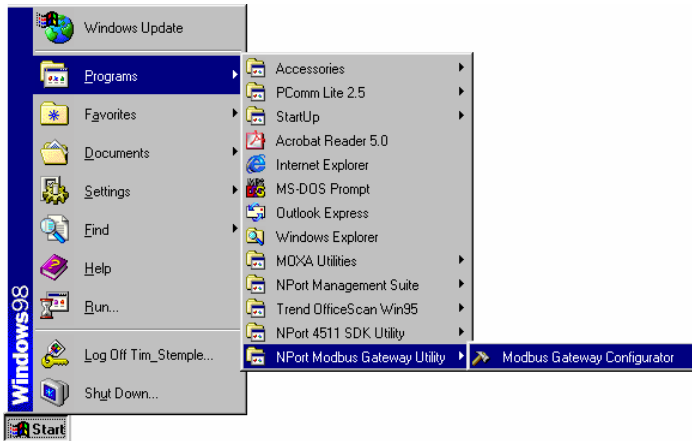 Windows Update
Programs
Favorites
Documents
Settings
Find
Help
Run...
Log Off Tim_Stemple...
Shut Down...
Windows98
Start
Accessories
PComm Lite 2.5
StartUp
Acrobat Reader 5.0
Internet Explorer
MS-DOS Prompt
Outlook Express
Windows Explorer
MOXA Utilities
NPort Management Suite
Trend OfficeScan Win95
NPort 4511 SDK Utility
NPort Modbus Gateway Utility
Modbus Gateway Configurator